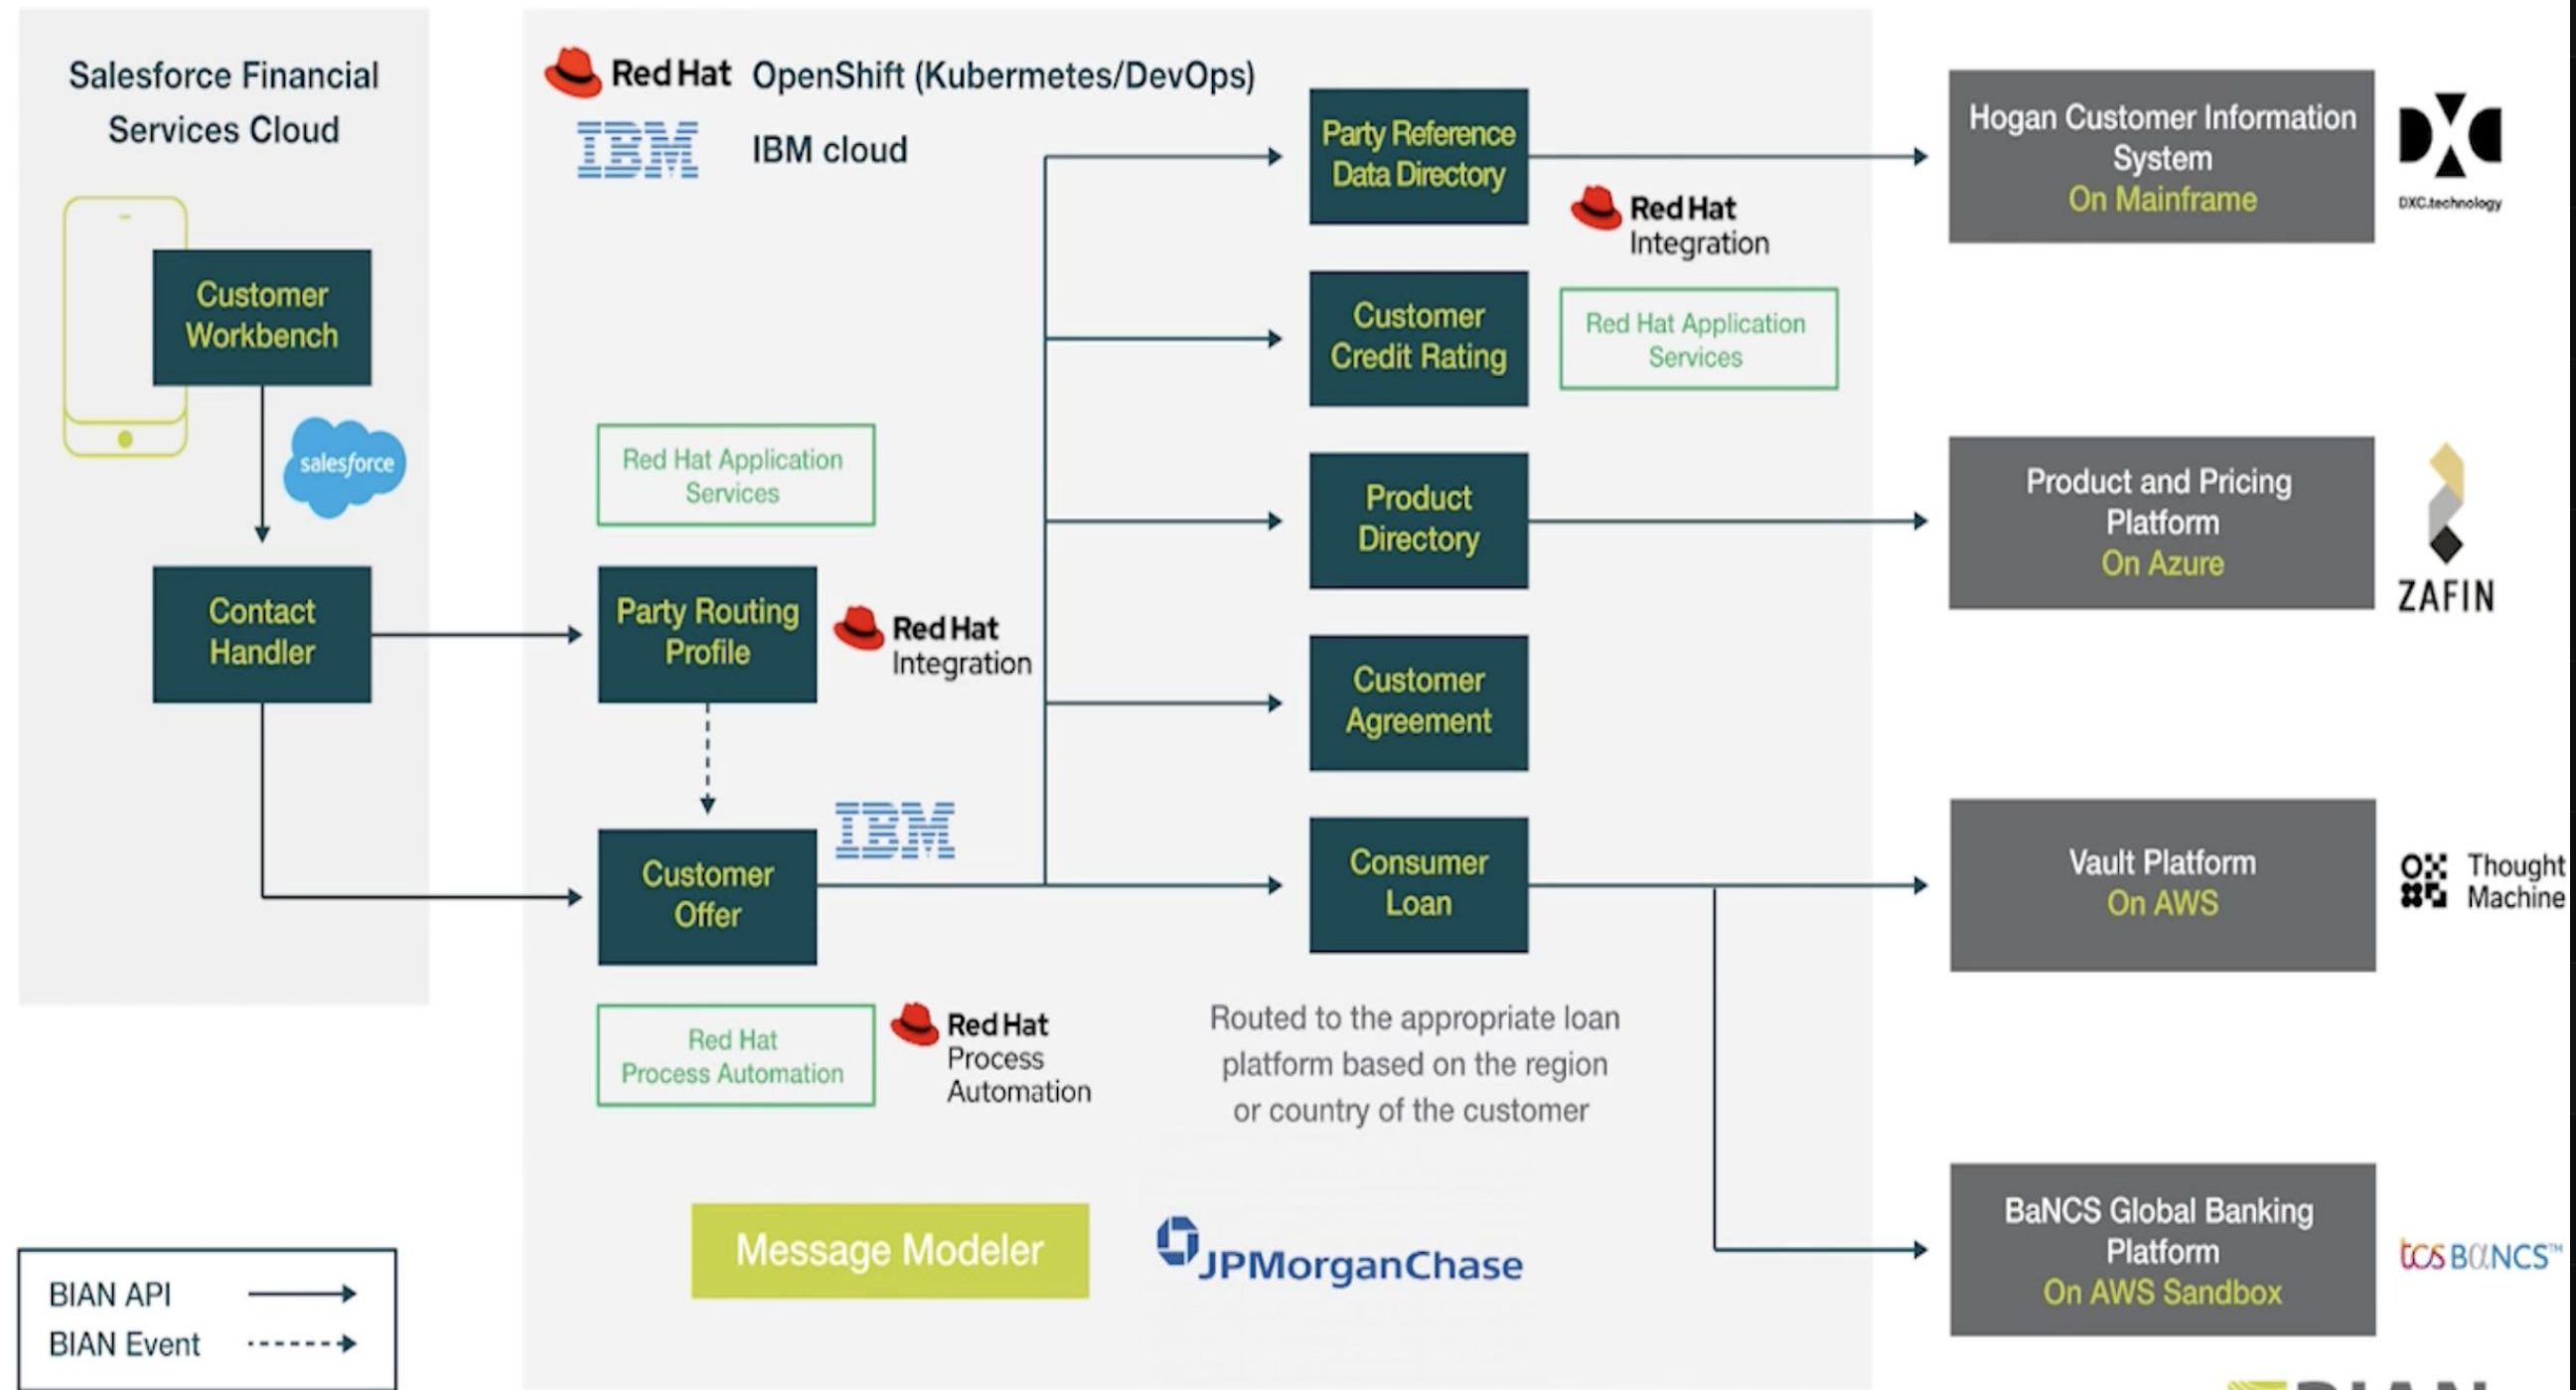 Salesforce Financial
Services Cloud
Customer
Workbench
salesforce
Contact
Handler
BIAN API
BIAN Event
Red Hat OpenShift (Kubernetes/DevOps)
IBM IBM cloud
Red Hat Application
Services
Party Routing
Profile
Red Hat
Integration
IBM
Customer
Offer
Red Hat
Process Automation
Red Hat
Process
Automation
Message Modeler
JPMorganChase
Party Reference
Data Directory
Red Hat
Integration
Customer
Credit Rating
Red Hat Application
Services
Product
Directory
Customer
Agreement
Consumer
Loan
Routed to the appropriate loan
platform based on the region
or country of the customer
Hogan Customer Information
System
On Mainframe
DXC.technology
Product and Pricing
Platform
On Azure
ZAFIN
Vault Platform
On AWS
Thought
Machine
BaNCS Global Banking
Platform
On AWS Sandbox
tcs BaNCS™